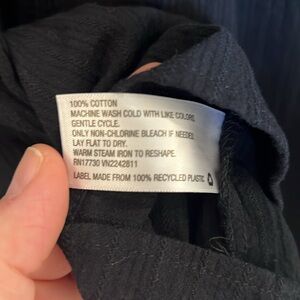 100% COTTON
MACHINE WASH COLD WITH LIKE COLORS
GENTLE CYCLE.
ONLY NON-CHLORINE BLEACH IF NEEDED.
LAY FLAT TO DRY.
WARM STEAM IRON TO RESHAPE.
RN17730 VN2242811
LABEL MADE FROM 100% RECYCLED PLASTIC